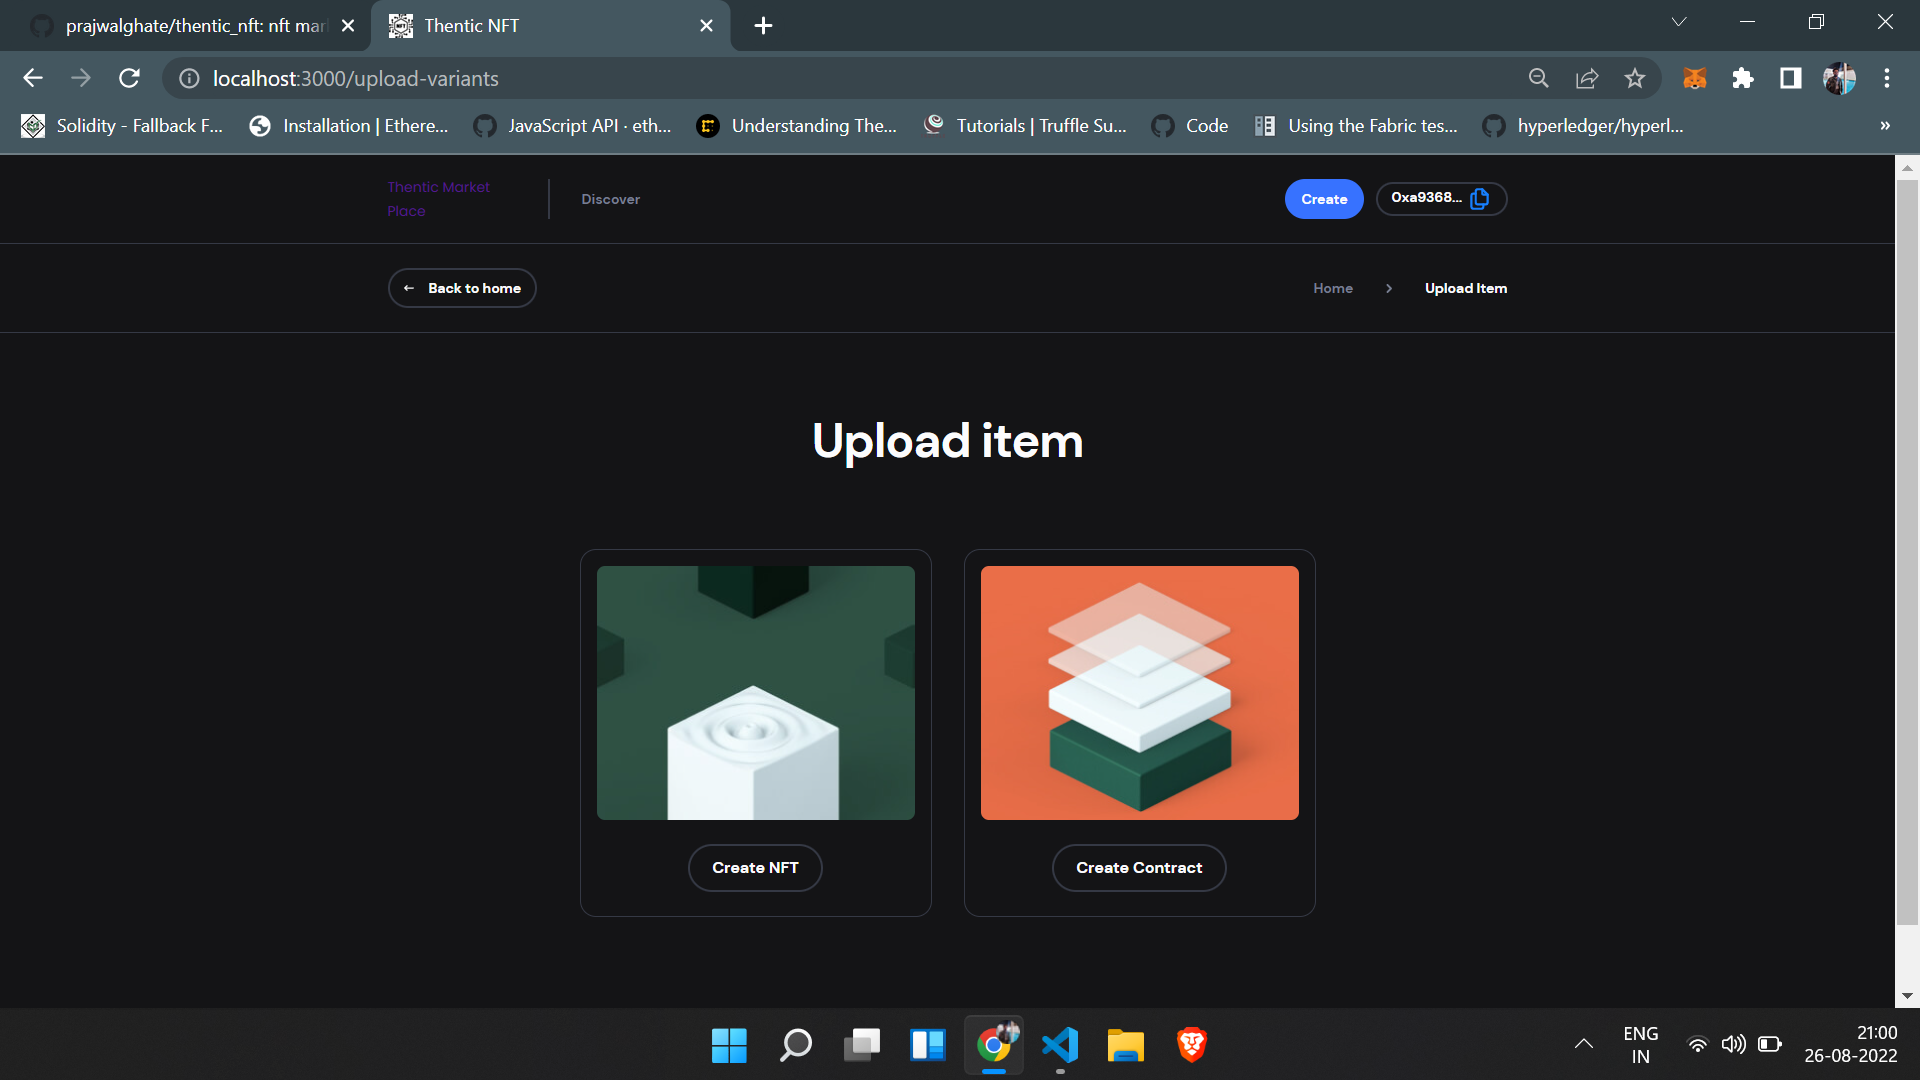 prajwalghate/thentic_nft: nft mar
Thentic NFT
localhost:3000/upload-variants
Solidity - Fallback F...
Installation | Ethere...
JavaScript API · eth...
Understanding The...
Tutorials | Truffle Su...
Code
Using the Fabric tes...
hyperledger/hyperl...
»
Thentic Market
Place
Discover
Create
0xa9368...
Back to home
Home
Upload Item
Upload item
Create NFT
Create Contract
ENG
IN
21:00
26-08-2022